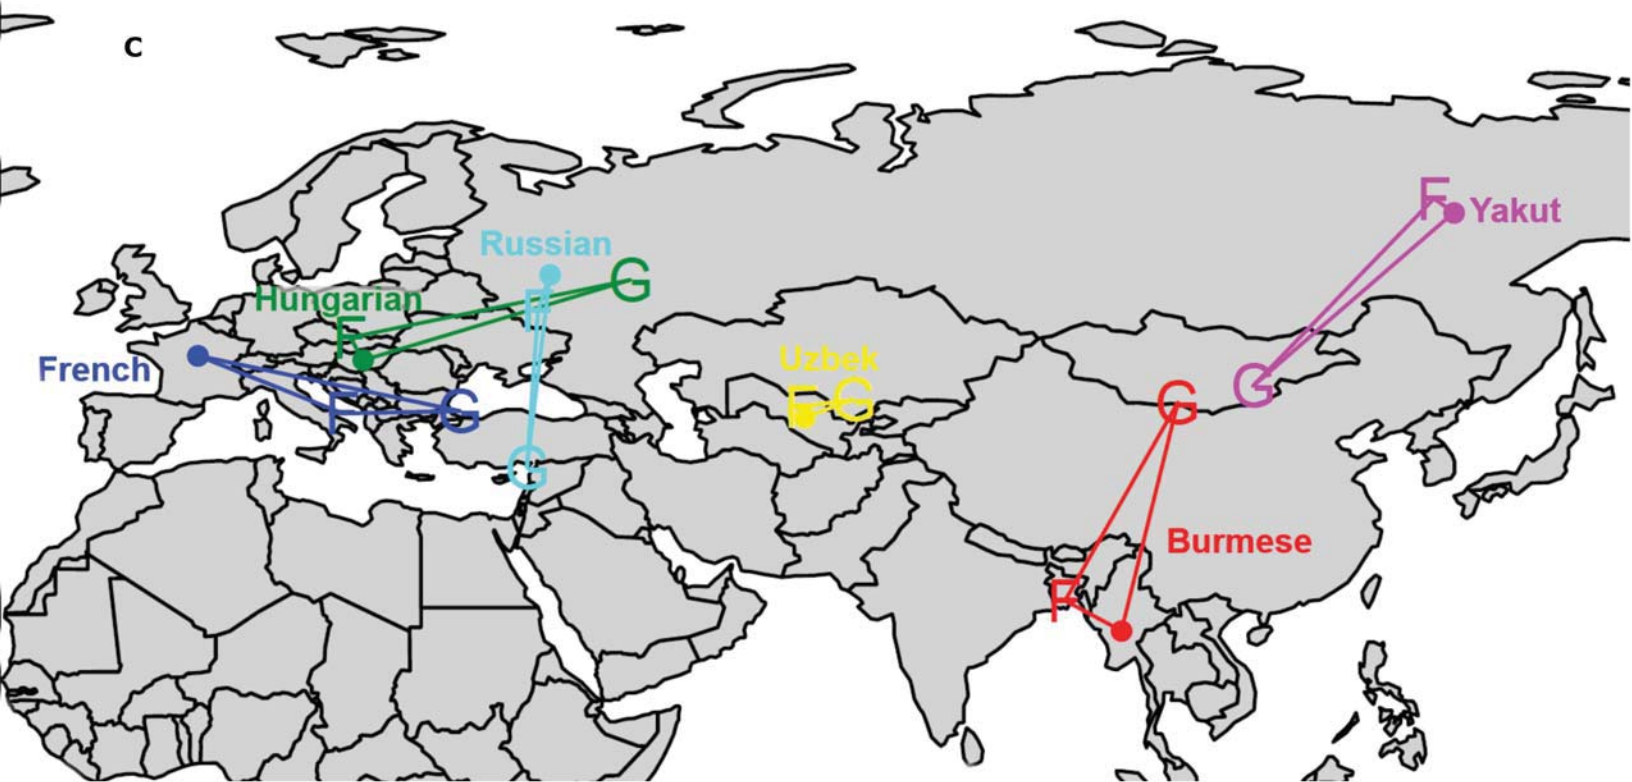 C
F
Yakut
Russian
G
Hungarian
F
F
Uzbek
French
F
G
G
G
F
G
G
Burmese
F